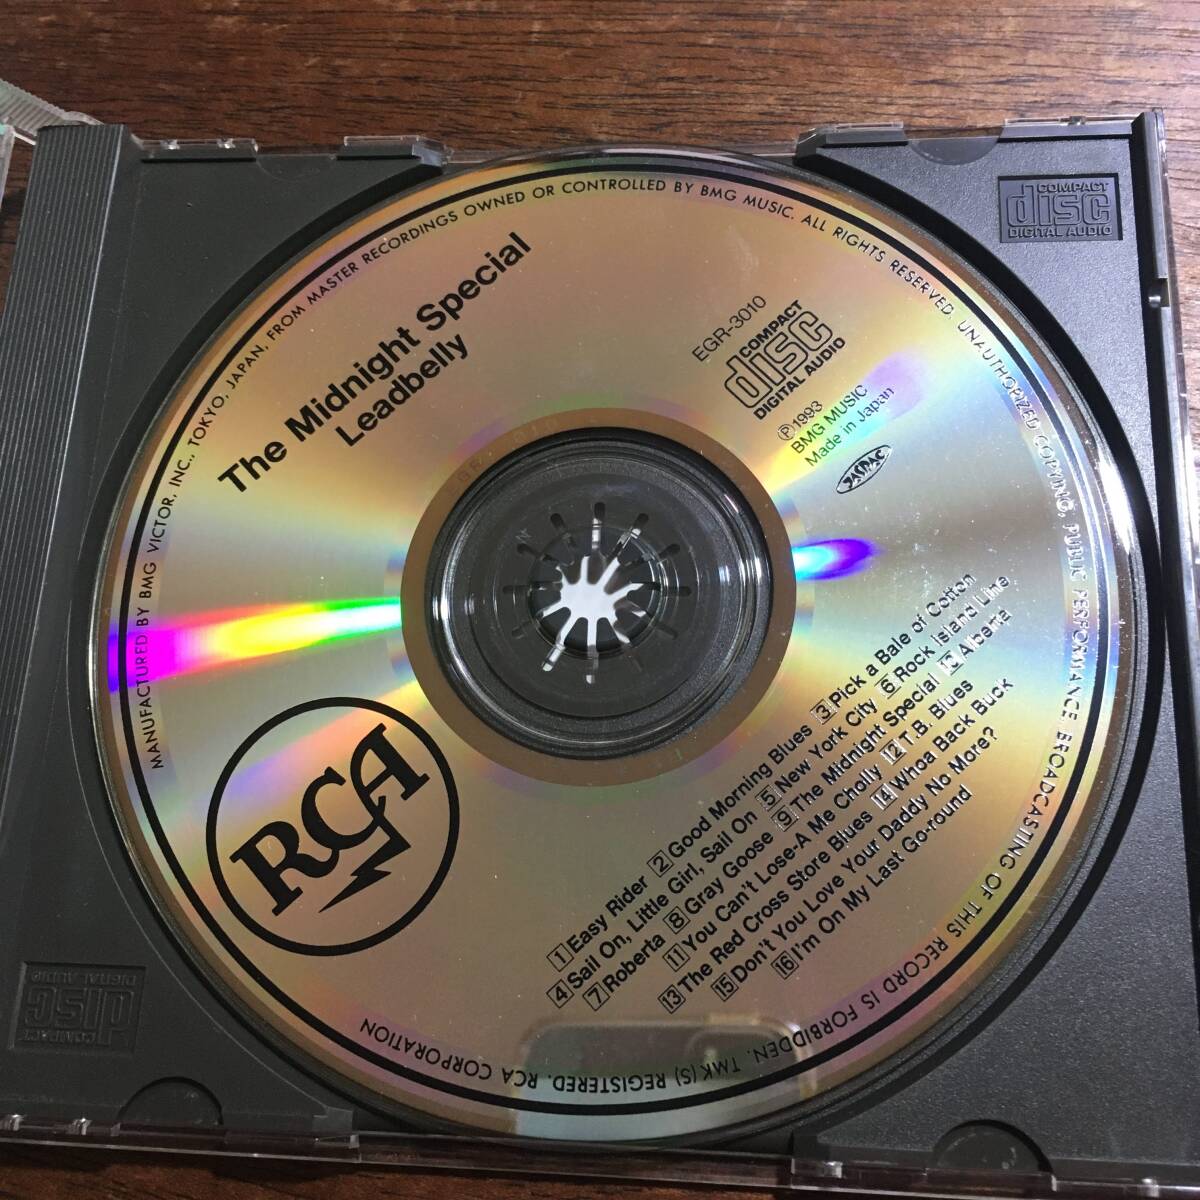 The Midnight Special
Leadbelly
EGR-3010
COMPACT
disc
DIGITAL AUDIO
Ⓟ1993
BMG MUSIC
Made in Japan
JASRAC
RCA
1 Easy Rider 2 Good Morning Blues 3 Pick a Bale of Cotton
4 Sail On, Little Girl, Sail On 5 New York City 6 Rock Island Line
7 Roberta 8 Gray Goose 9 The Midnight Special 10 Alberta
11 You Can't Lose-A Me Cholly 12 T.B. Blues
13 The Red Cross Store Blues 14 Whoa Back Buck
15 Don't You Love Your Daddy No More?
16 I'm On My Last Go-round
MANUFACTURED BY BMG VICTOR, INC., TOKYO, JAPAN, FROM MASTER RECORDINGS OWNED OR CONTROLLED BY BMG MUSIC. ALL RIGHTS RESERVED. UNAUTHORIZED COPYING, PUBLIC PERFORMANCE, BROADCASTING OF THIS RECORD IS FORBIDDEN. TMK(S) REGISTERED. RCA CORPORATION
COMPACT
disc
DIGITAL AUDIO
COMPACT
disc
DIGITAL AUDIO